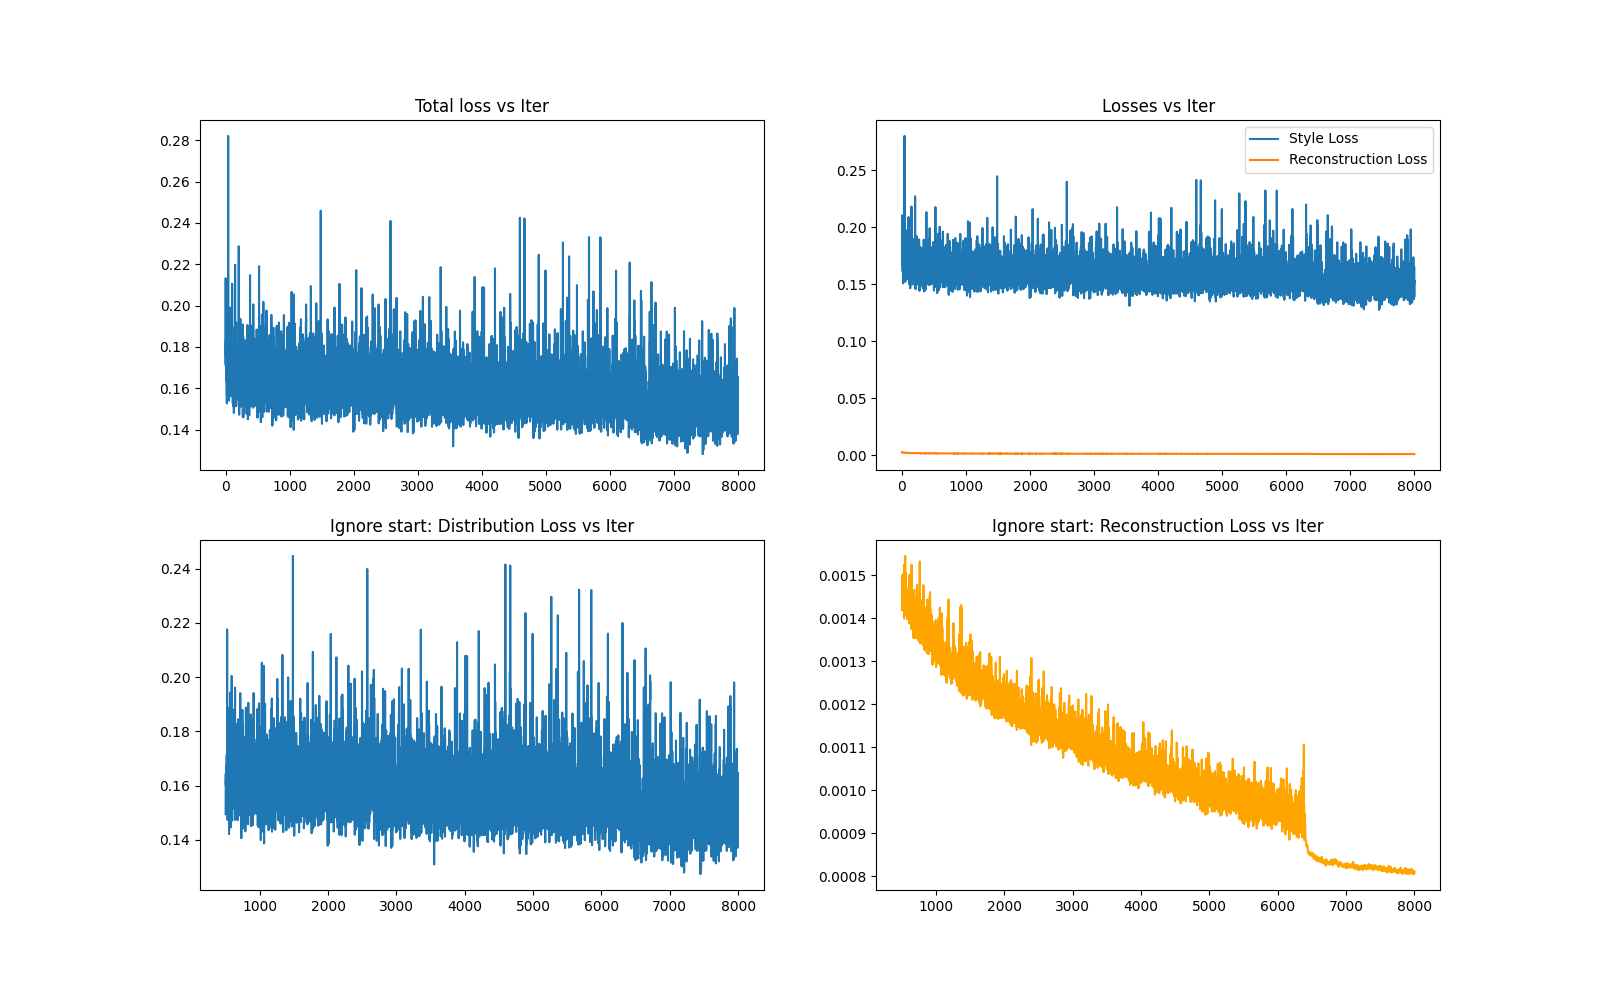 Total loss vs Iter
0.28
0.26
0.24
0.22
0.20
0.18
0.16
0.14
0 1000 2000 3000 4000 5000 6000 7000 8000
Losses vs Iter
Style Loss
Reconstruction Loss
0.25
0.20
0.15
0.10
0.05
0.00
0 1000 2000 3000 4000 5000 6000 7000 8000
Ignore start: Distribution Loss vs Iter
0.24
0.22
0.20
0.18
0.16
0.14
1000 2000 3000 4000 5000 6000 7000 8000
Ignore start: Reconstruction Loss vs Iter
0.0015
0.0014
0.0013
0.0012
0.0011
0.0010
0.0009
0.0008
1000 2000 3000 4000 5000 6000 7000 8000